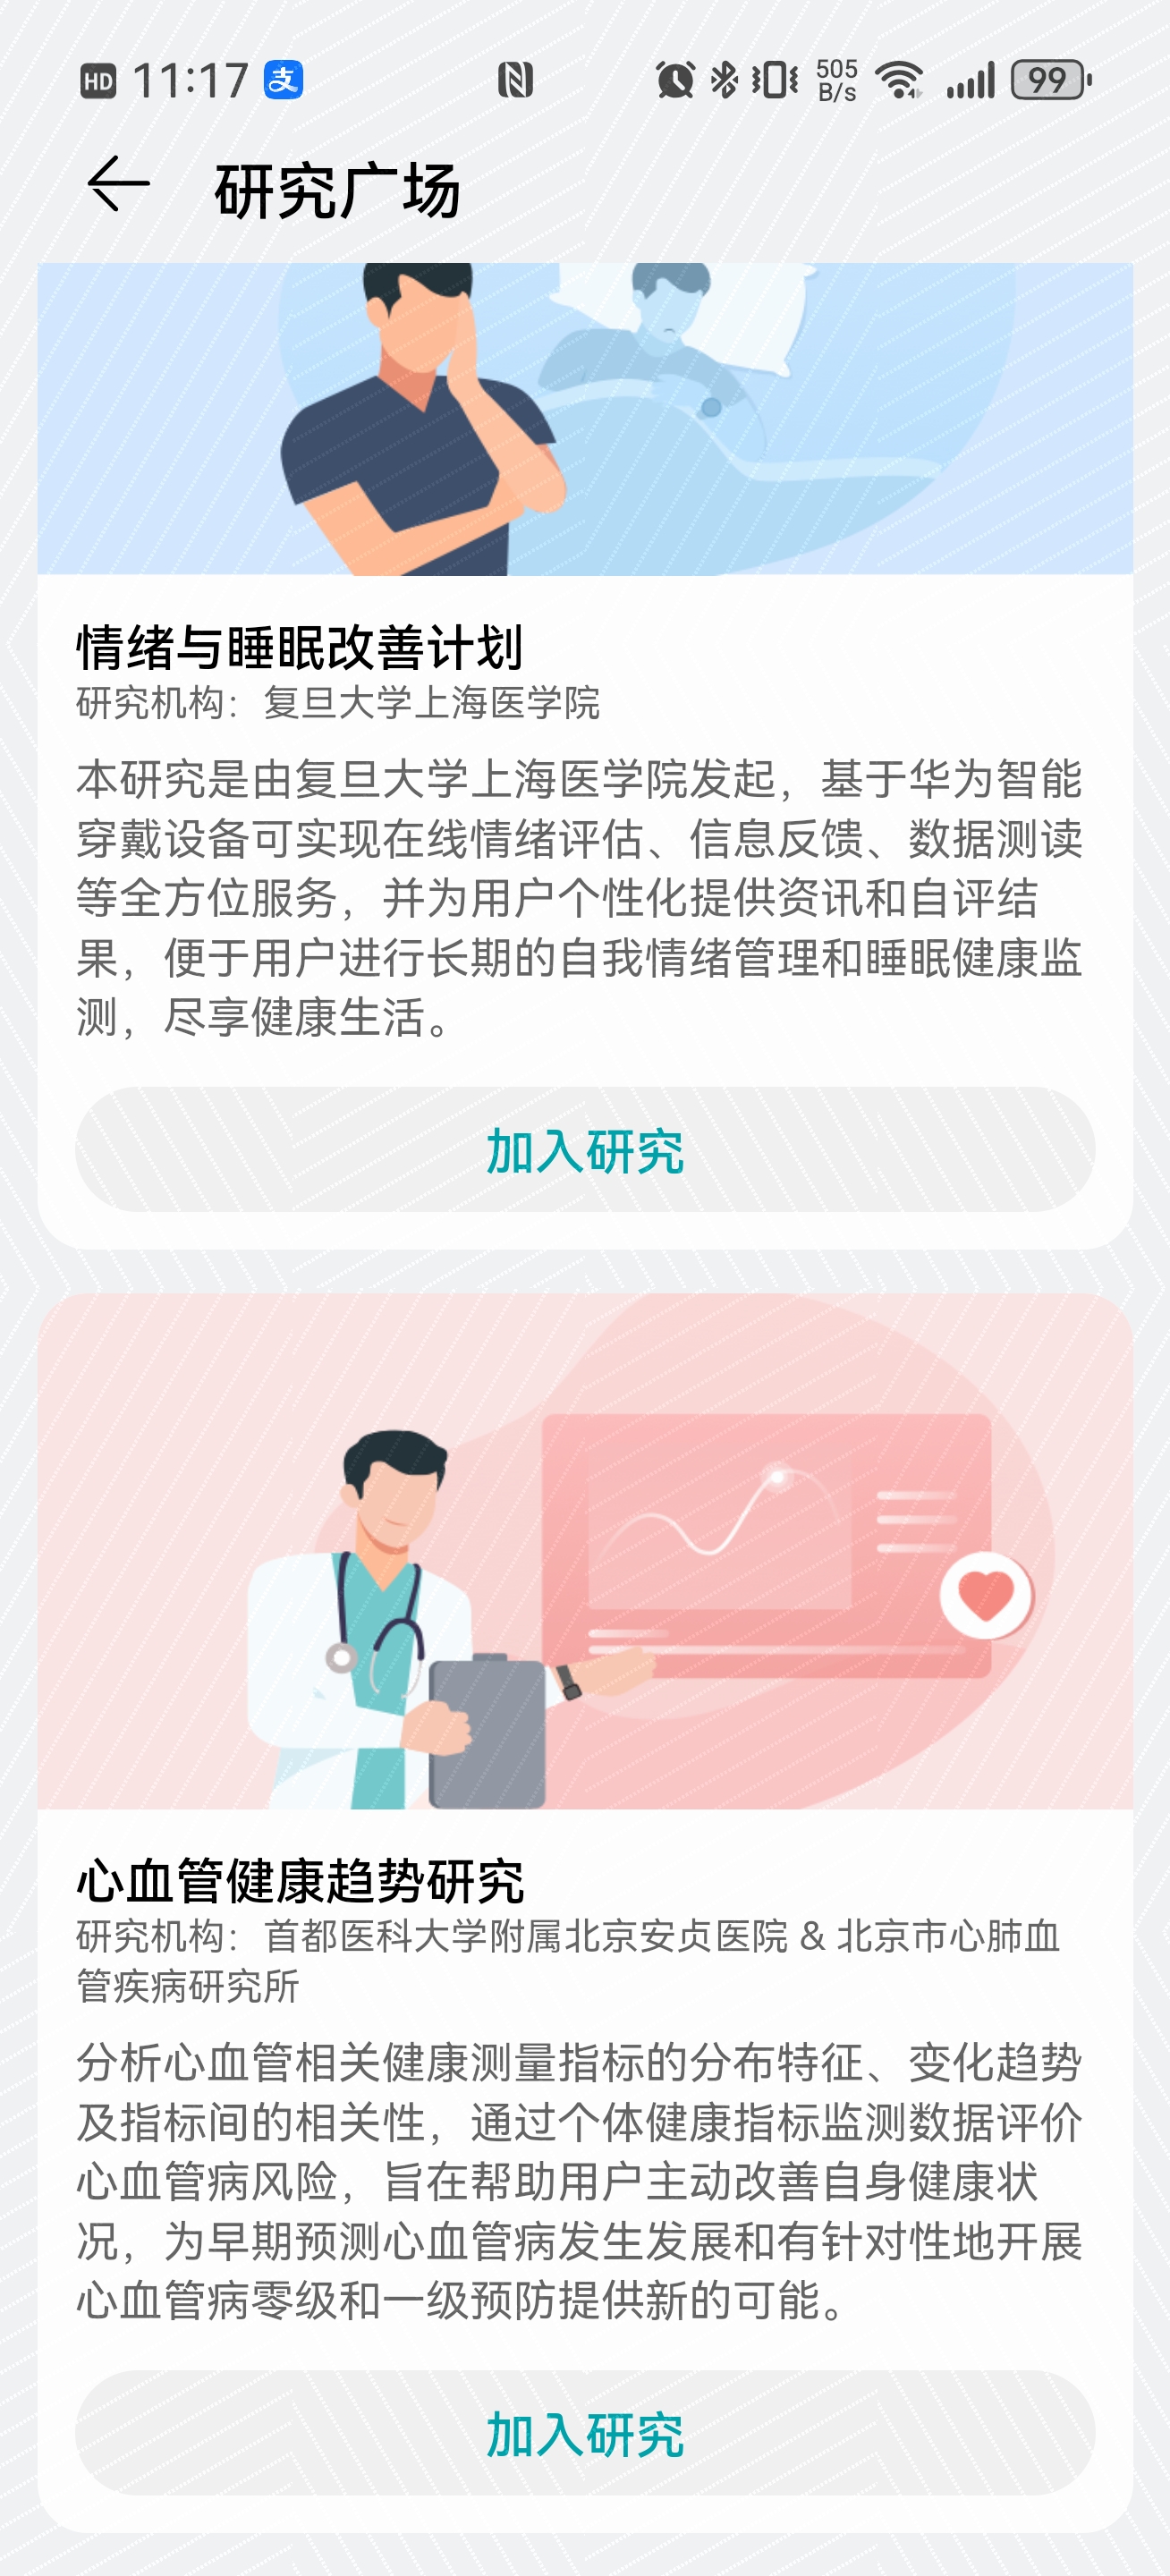 HD 11:17 支 505 B/s 99
研究广场
情绪与睡眠改善计划
研究机构：复旦大学上海医学院
本研究是由复旦大学上海医学院发起，基于华为智能
穿戴设备可实现在线情绪评估、信息反馈、数据测读
等全方位服务，并为用户个性化提供资讯和自评结
果，便于用户进行长期的自我情绪管理和睡眠健康监
测，尽享健康生活。
加入研究
心血管健康趋势研究
研究机构：首都医科大学附属北京安贞医院 & 北京市心肺血
管疾病研究所
分析心血管相关健康测量指标的分布特征、变化趋势
及指标间的相关性，通过个体健康指标监测数据评价
心血管病风险，旨在帮助用户主动改善自身健康状
况，为早期预测心血管病发生发展和有针对性地开展
心血管病零级和一级预防提供新的可能。
加入研究